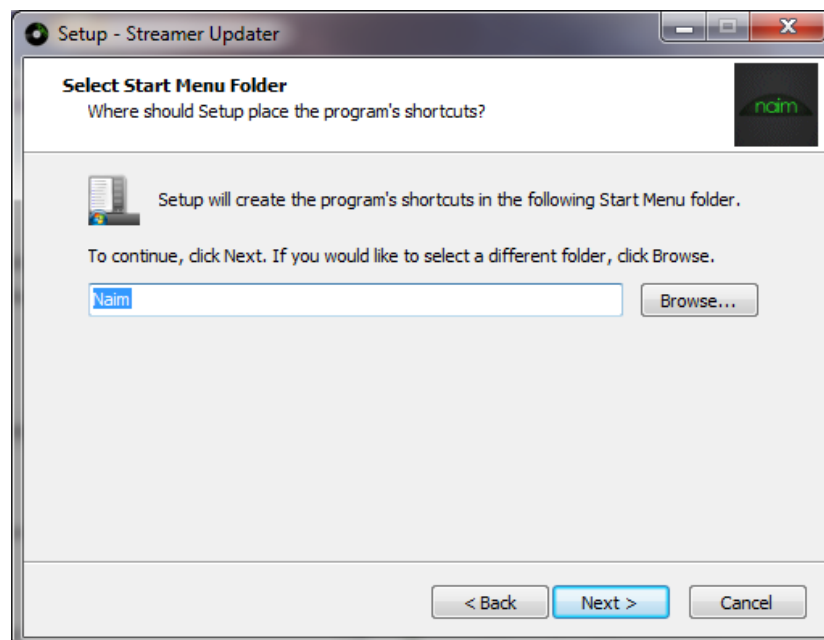 Setup - Streamer Updater
Select Start Menu Folder
Where should Setup place the program's shortcuts?
naim
Setup will create the program's shortcuts in the following Start Menu folder.
To continue, click Next. If you would like to select a different folder, click Browse.
Naim
Browse...
< Back
Next >
Cancel